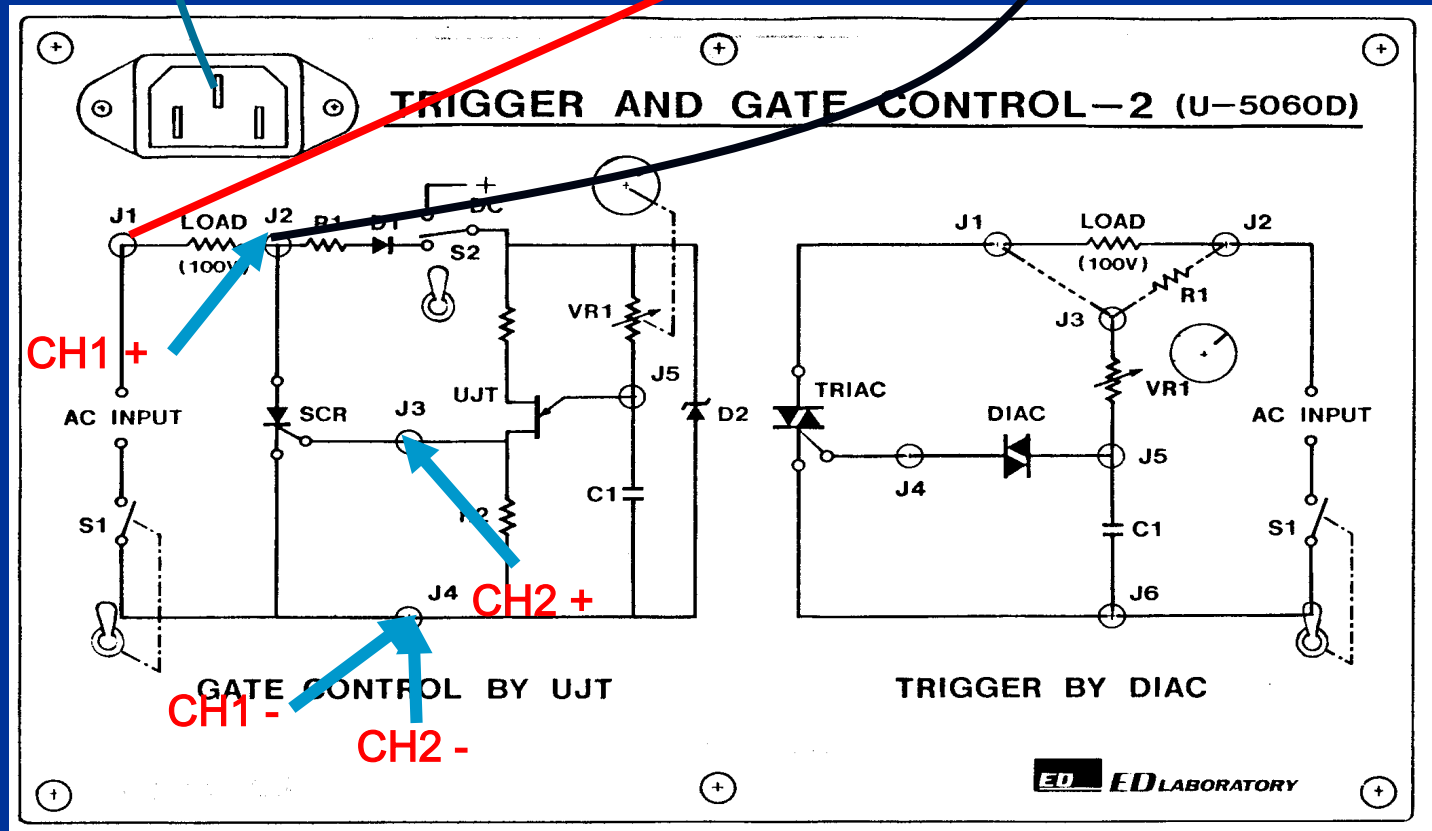 TRIGGER AND GATE CONTROL-2 (U-5060D)
J1
LOAD
(100V)
J2
R1
D1
+
DC
S2
VR1
J5
UJT
SCR
J3
D2
C1
R2
AC INPUT
S1
J4
CH1 +
CH2 +
CH1 -
CH2 -
GATE CONTROL BY UJT
J1
LOAD
(100V)
J2
R1
J3
VR1
TRIAC
DIAC
J4
J5
AC INPUT
C1
S1
J6
TRIGGER BY DIAC
ED ED LABORATORY